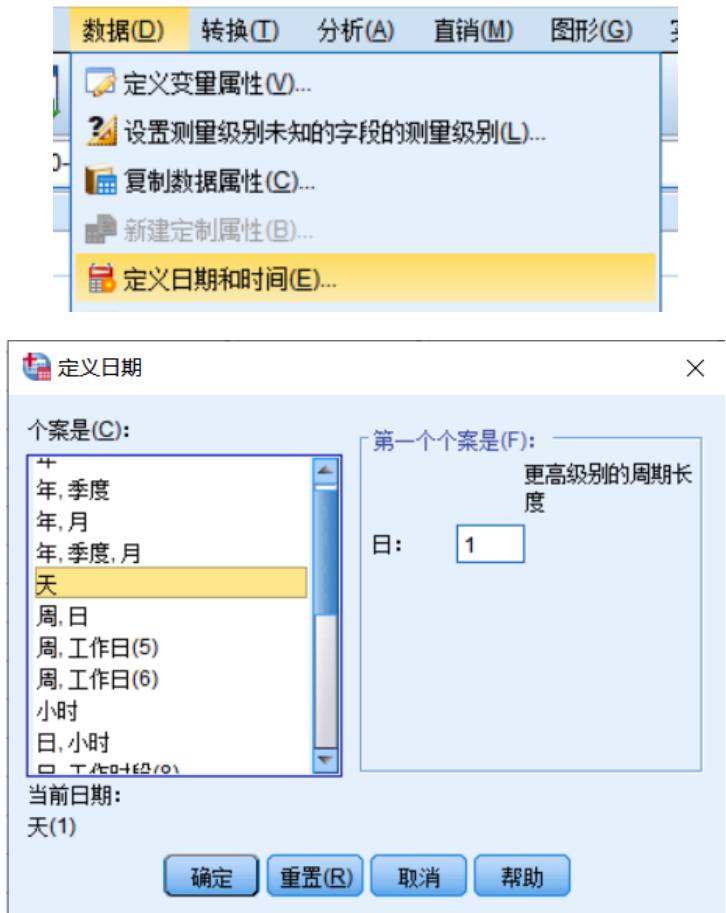 数据(D) 转换(T) 分析(A) 直销(M) 图形(G)
定义变量属性(V)...
设置测量级别未知的字段的测量级别(L)...
复制数据属性(C)...
新建定制属性(B)...
定义日期和时间(E)...
定义日期
个案是(C):
年, 季度
年, 月
年, 季度, 月
天
周, 日
周, 工作日(5)
周, 工作日(6)
小时
日, 小时
日, 工作时段(8)
第一个个案是(F):
更高级别的周期长
度
日: 1
当前日期:
天(1)
确定 重置(R) 取消 帮助